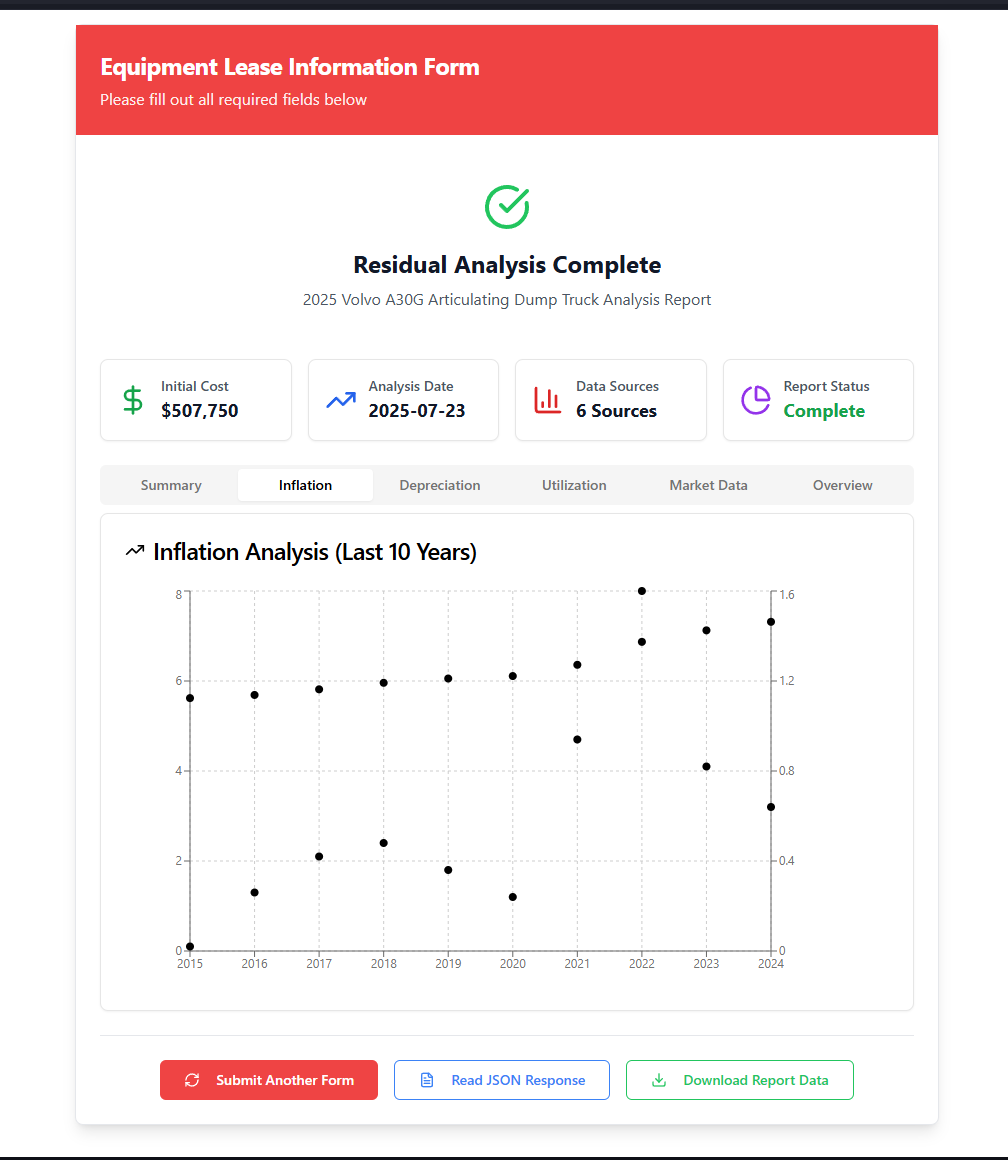 Equipment Lease Information Form
Please fill out all required fields below
Residual Analysis Complete
2025 Volvo A30G Articulating Dump Truck Analysis Report
Initial Cost
$507,750
Analysis Date
2025-07-23
Data Sources
6 Sources
Report Status
Complete
Summary
Inflation
Depreciation
Utilization
Market Data
Overview
Inflation Analysis (Last 10 Years)
8
6
4
2
0
1.6
1.2
0.8
0.4
0
2015 2016 2017 2018 2019 2020 2021 2022 2023 2024
Submit Another Form
Read JSON Response
Download Report Data